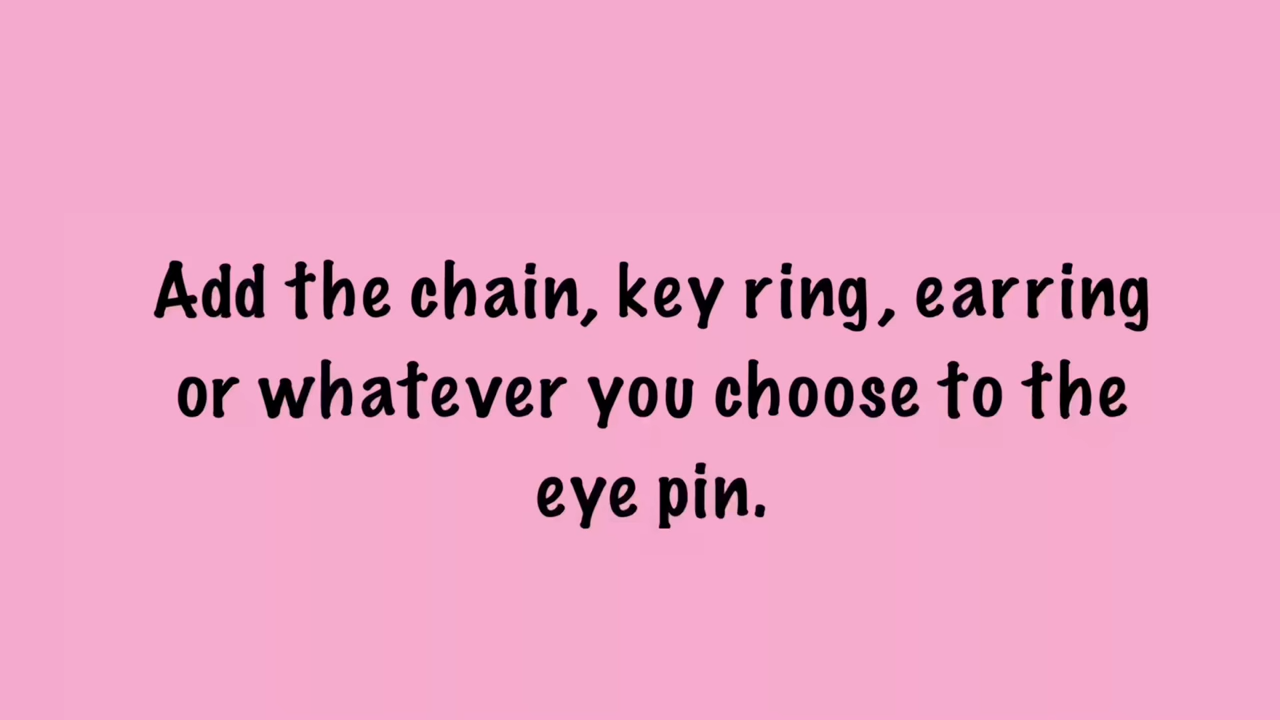 Add the chain, key ring, earring
or whatever you choose to the
eye pin.